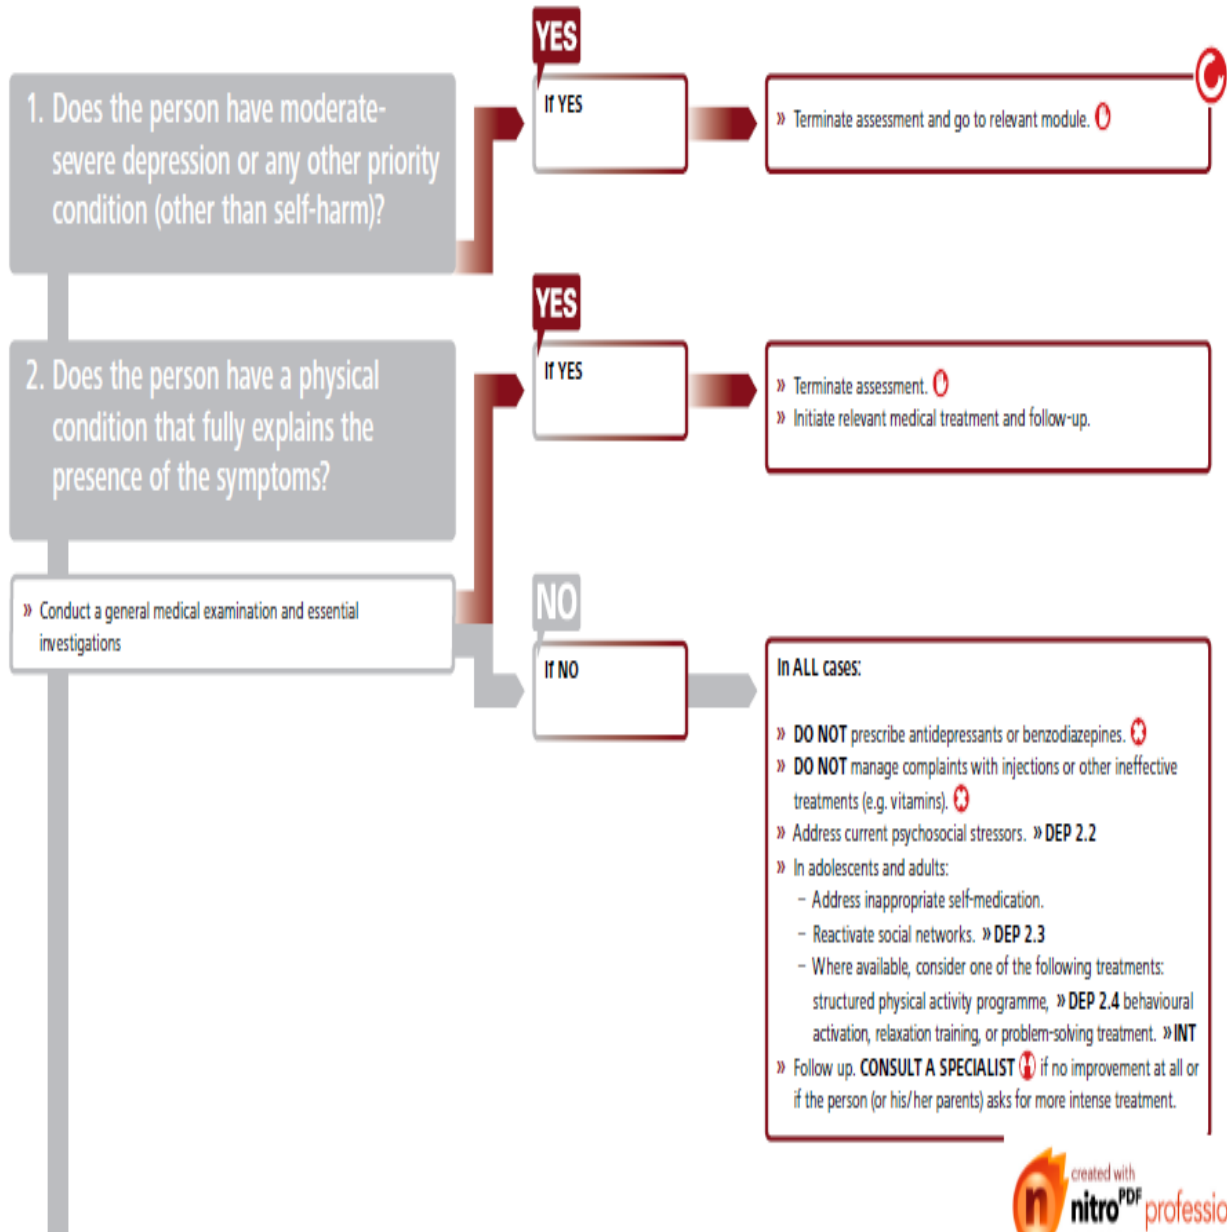 YES
1. Does the person have moderate-
severe depression or any other priority
condition (other than self-harm)?
If YES
» Terminate assessment and go to relevant module.
YES
2. Does the person have a physical
condition that fully explains the
presence of the symptoms?
If YES
» Terminate assessment.
» Initiate relevant medical treatment and follow-up.
» Conduct a general medical examination and essential
investigations
NO
If NO
In ALL cases:
» DO NOT prescribe antidepressants or benzodiazepines.
» DO NOT manage complaints with injections or other ineffective
treatments (e.g. vitamins).
» Address current psychosocial stressors. » DEP 2.2
» In adolescents and adults:
– Address inappropriate self-medication.
– Reactivate social networks. » DEP 2.3
– Where available, consider one of the following treatments:
structured physical activity programme, » DEP 2.4 behavioural
activation, relaxation training, or problem-solving treatment. » INT
» Follow up. CONSULT A SPECIALIST if no improvement at all or
if the person (or his/her parents) asks for more intense treatment.
created with
nitro PDF professio